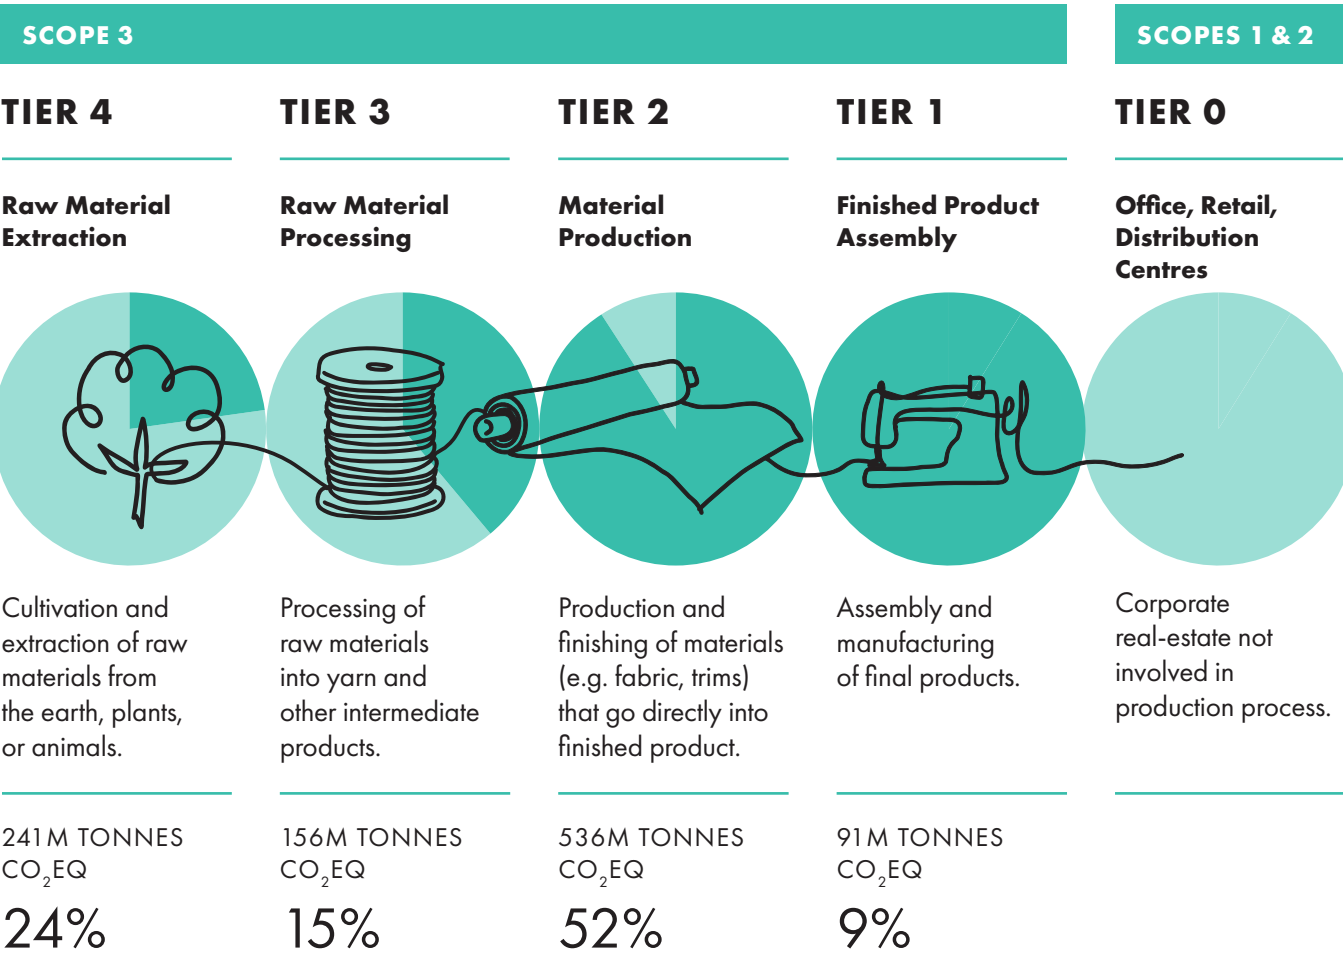 SCOPE 3
SCOPES 1 & 2
TIER 4
Raw Material
Extraction
Cultivation and
extraction of raw
materials from
the earth, plants,
or animals.
241M TONNES
CO₂EQ
24%
TIER 3
Raw Material
Processing
Processing of
raw materials
into yarn and
other intermediate
products.
156M TONNES
CO₂EQ
15%
TIER 2
Material
Production
Production and
finishing of materials
(e.g. fabric, trims)
that go directly into
finished product.
536M TONNES
CO₂EQ
52%
TIER 1
Finished Product
Assembly
Assembly and
manufacturing
of final products.
91M TONNES
CO₂EQ
9%
TIER 0
Office, Retail,
Distribution
Centres
Corporate
real-estate not
involved in
production process.